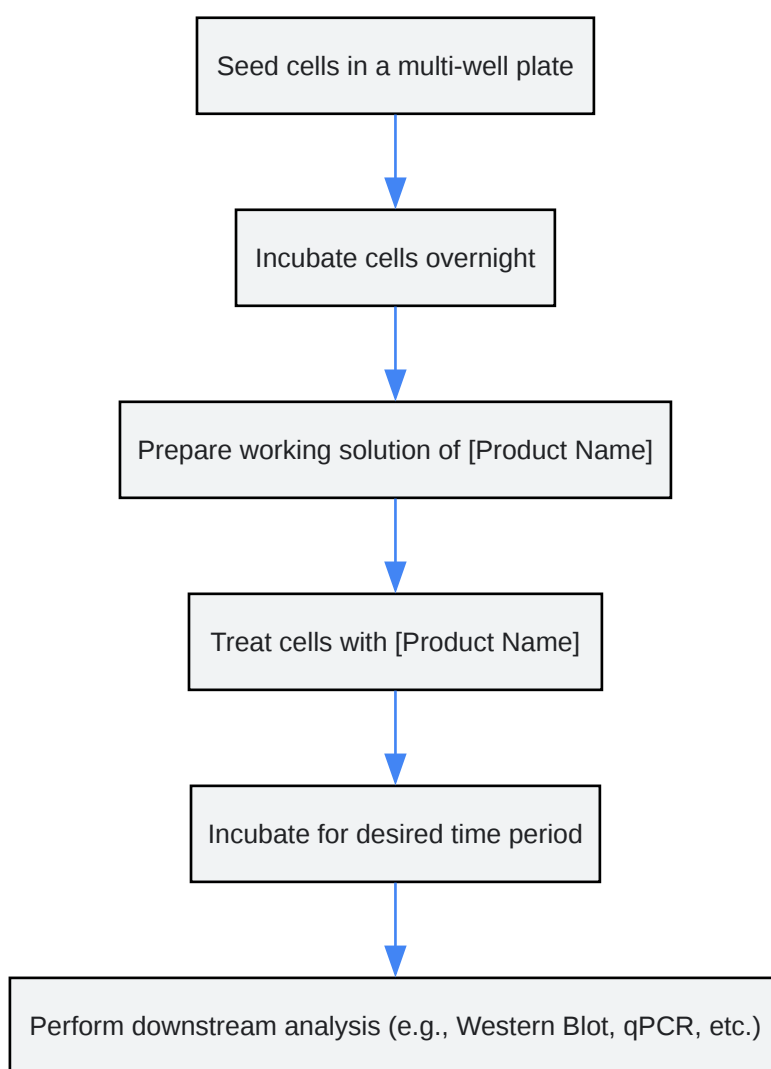 Seed cells in a multi-well plate
Incubate cells overnight
Prepare working solution of [Product Name]
Treat cells with [Product Name]
Incubate for desired time period
Perform downstream analysis (e.g., Western Blot, qPCR, etc.)